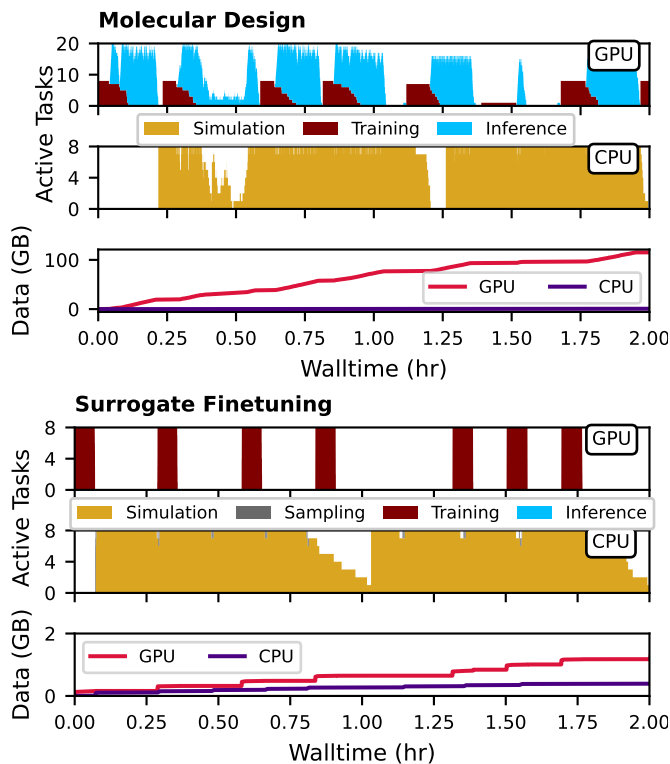 Molecular Design
Active Tasks
20
10
0
GPU
Simulation Training Inference
8
4
0
CPU
Data (GB)
100
0
GPU CPU
0.00 0.25 0.50 0.75 1.00 1.25 1.50 1.75 2.00
Walltime (hr)
Surrogate Finetuning
Active Tasks
8
4
0
GPU
Simulation Sampling Training Inference
8
4
0
CPU
Data (GB)
2
0
GPU CPU
0.00 0.25 0.50 0.75 1.00 1.25 1.50 1.75 2.00
Walltime (hr)